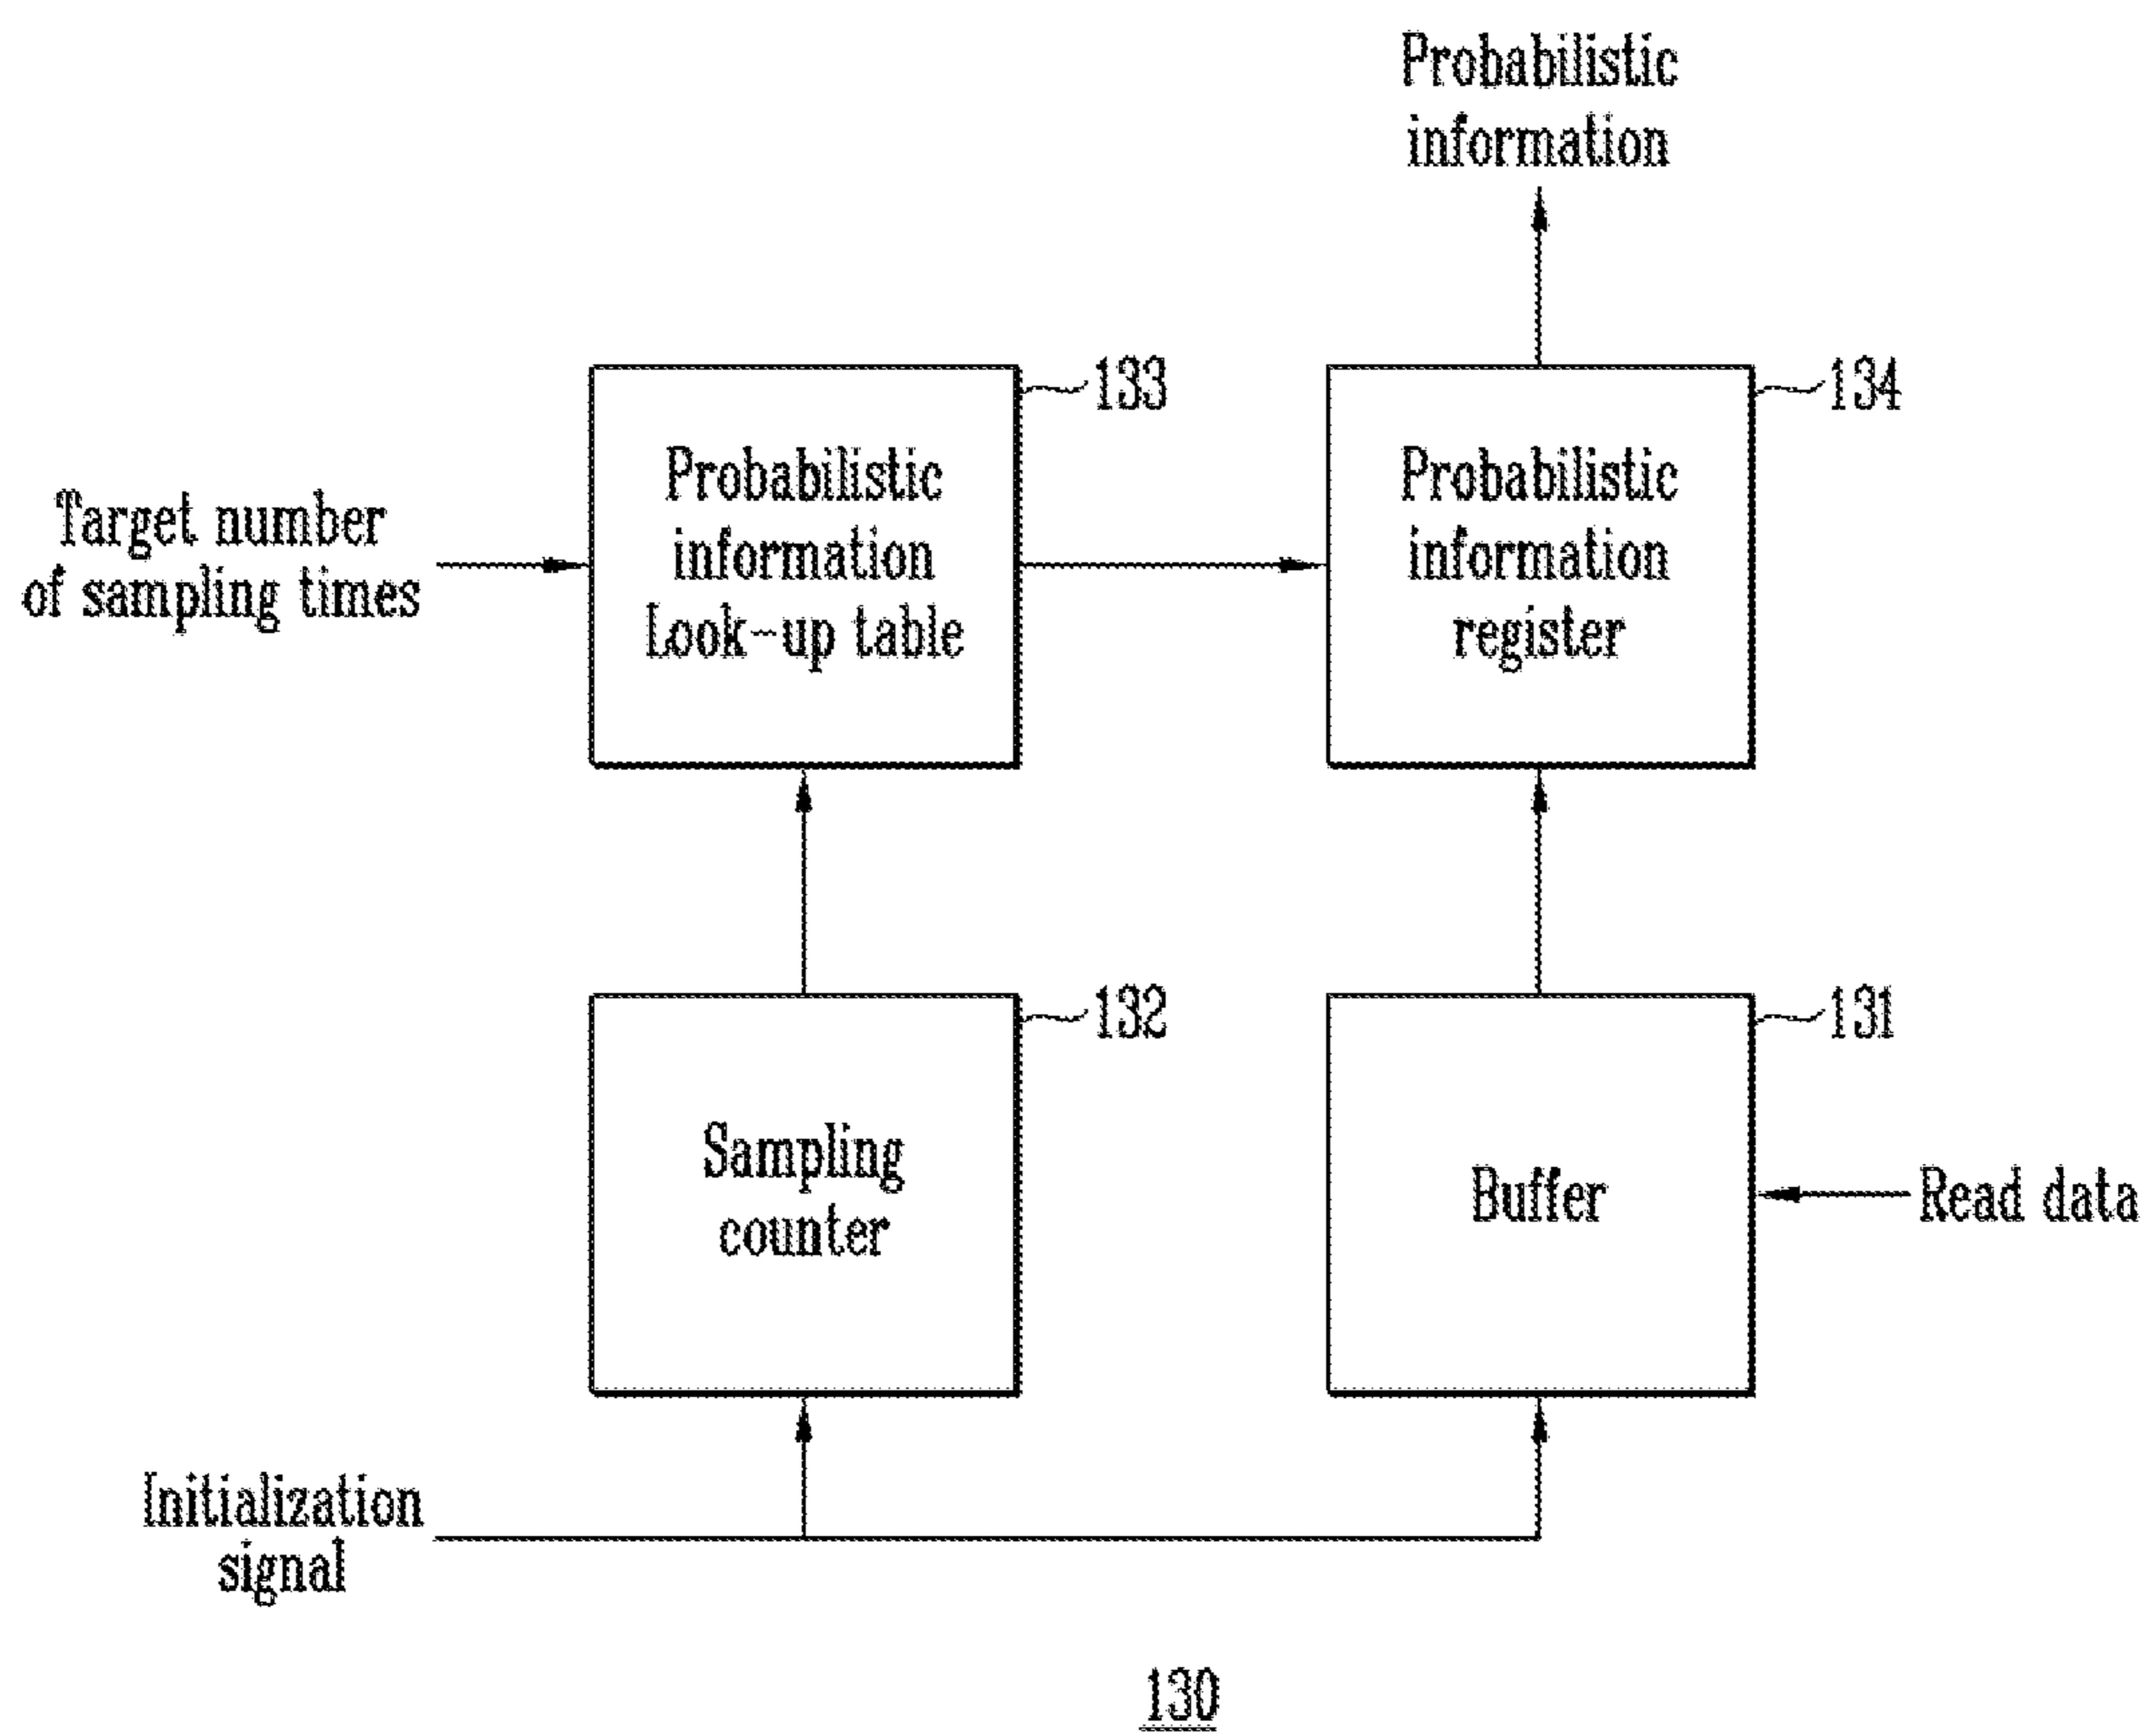 Probabilistic
information
133
134
Target number
of sampling times
Probabilistic
information
Look-up table
Probabilistic
information
register
132
131
Sampling
counter
Buffer
Read data
Initialization
signal
130